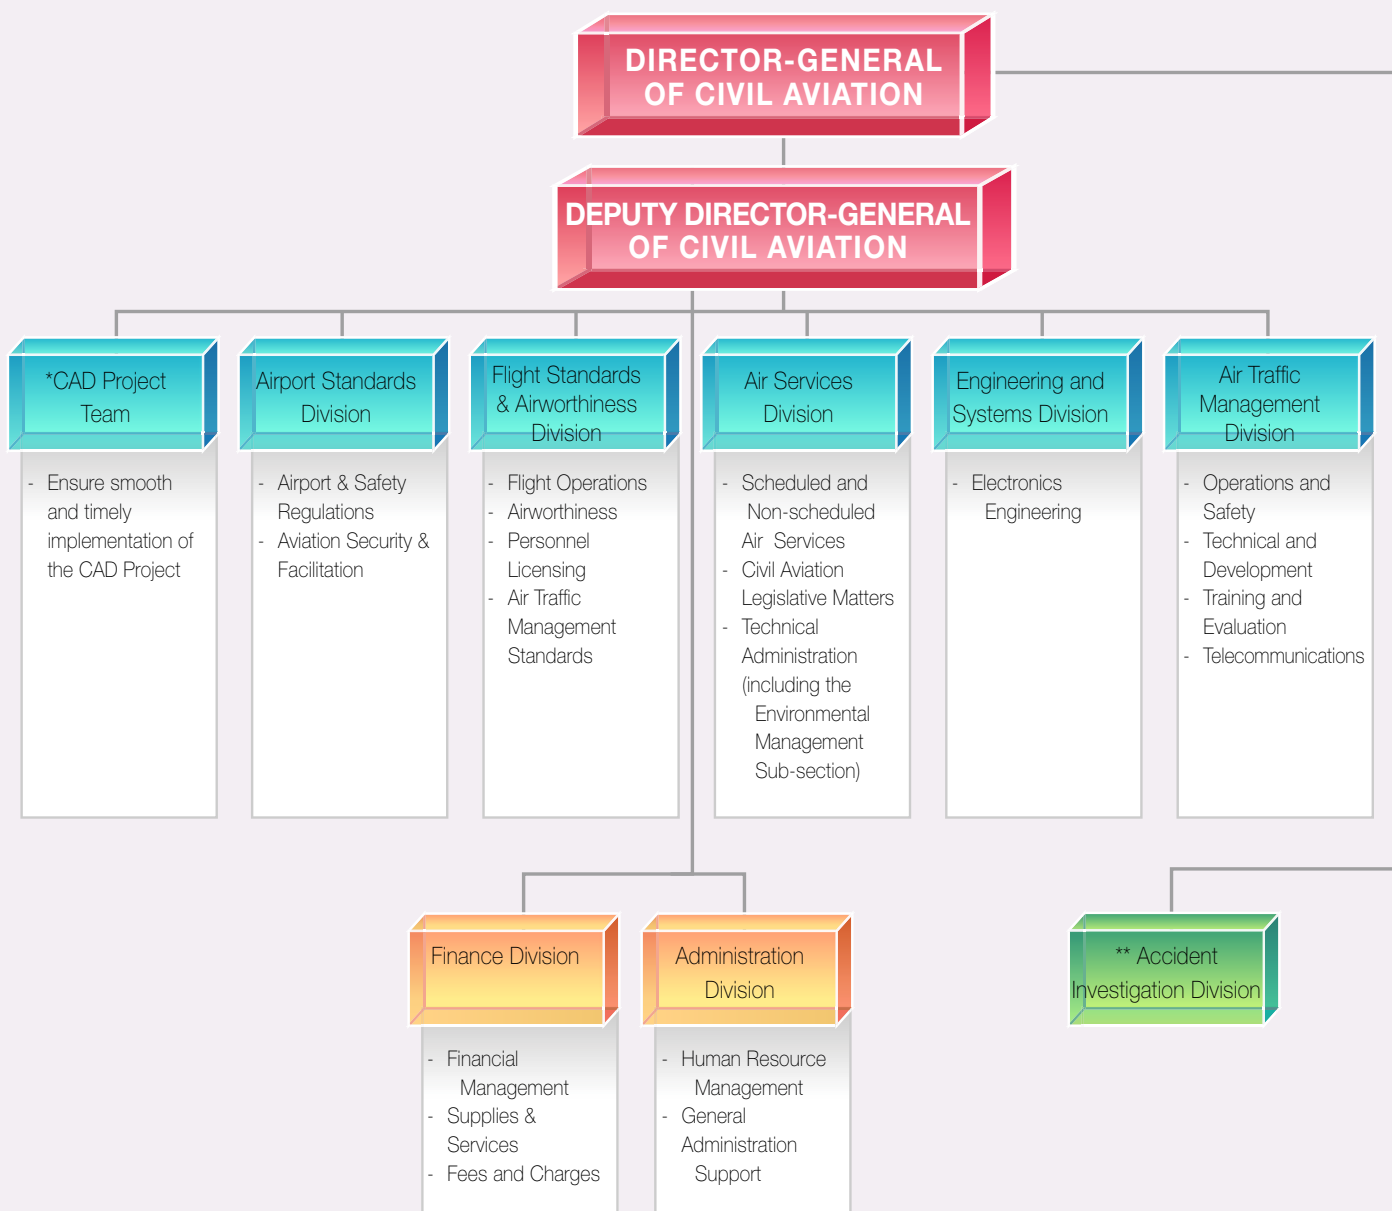 DIRECTOR-GENERAL
OF CIVIL AVIATION
DEPUTY DIRECTOR-GENERAL
OF CIVIL AVIATION
*CAD Project
Team
- Ensure smooth
and timely
implementation of
the CAD Project
Airport Standards
Division
- Airport & Safety
Regulations
- Aviation Security &
Facilitation
Flight Standards
& Airworthiness
Division
- Flight Operations
- Airworthiness
- Personnel
Licensing
- Air Traffic
Management
Standards
Air Services
Division
- Scheduled and
Non-scheduled
Air Services
- Civil Aviation
Legislative Matters
- Technical
Administration
(including the
Environmental
Management
Sub-section)
Engineering and
Systems Division
- Electronics
Engineering
Air Traffic
Management
Division
- Operations and
Safety
- Technical and
Development
- Training and
Evaluation
- Telecommunications
Finance Division
- Financial
Management
- Supplies &
Services
- Fees and Charges
Administration
Division
- Human Resource
Management
- General
Administration
Support
** Accident
Investigation Division